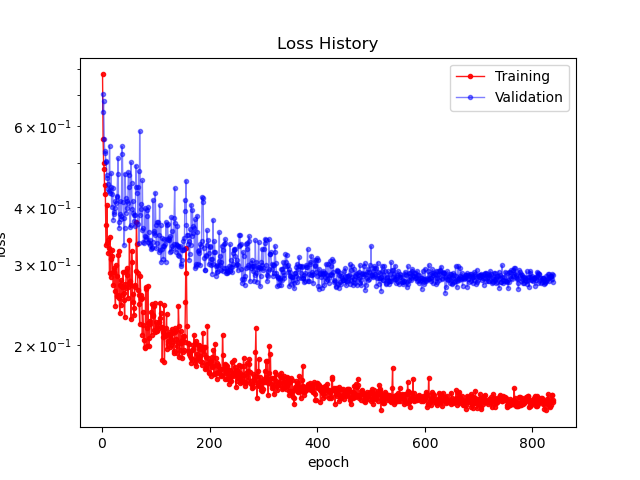 Loss History
Training
Validation
6 × 10⁻¹
4 × 10⁻¹
3 × 10⁻¹
2 × 10⁻¹
loss
0 200 400 600 800
epoch